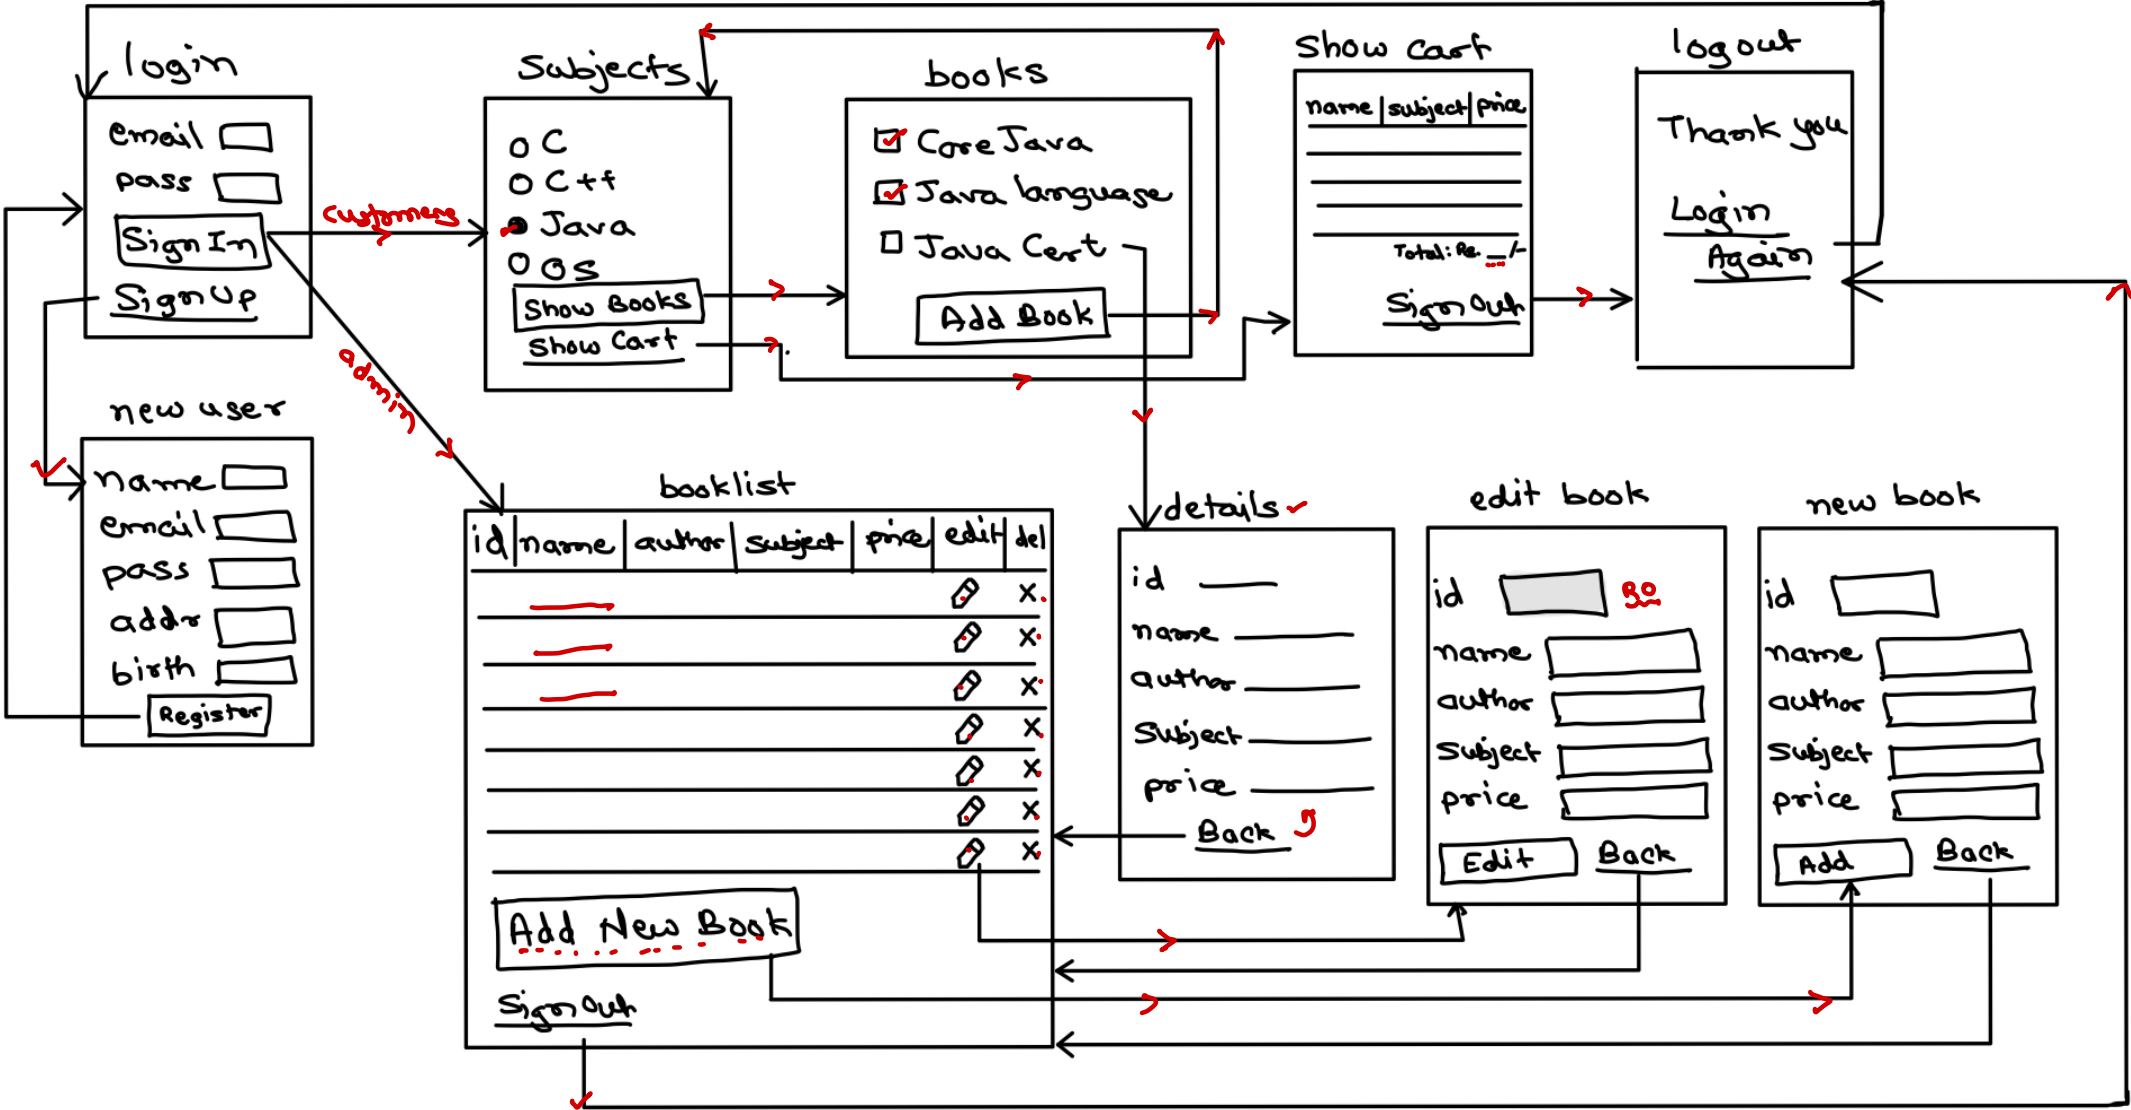 login
email
pass
Sign In
Sign Up
customers
admin
new user
name
email
pass
addr
birth
Register
Subjects
C
C++
Java
OS
Show Books
Show Cart
books
Core Java
Java language
Java Cert
Add Book
Show Cart
name subject price
Total: Rs. __/-
Sign Out
logout
Thank you
Login
Again
booklist
id name author subject price edit del
x
x
x
x
x
x
x
Add New Book
Sign Out
details
id
name
author
Subject
price
Back
edit book
id RO
name
author
Subject
price
Edit Back
new book
id
name
author
Subject
price
Add Back